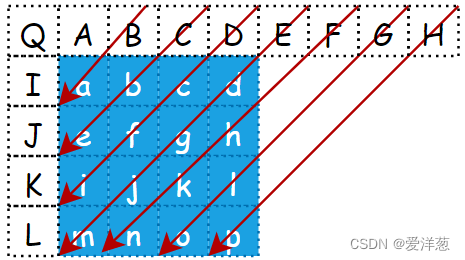 Q A B C D E F G H
I a b c d
J e f g h
K i j k l
L m n o p
CSDN @爱洋葱